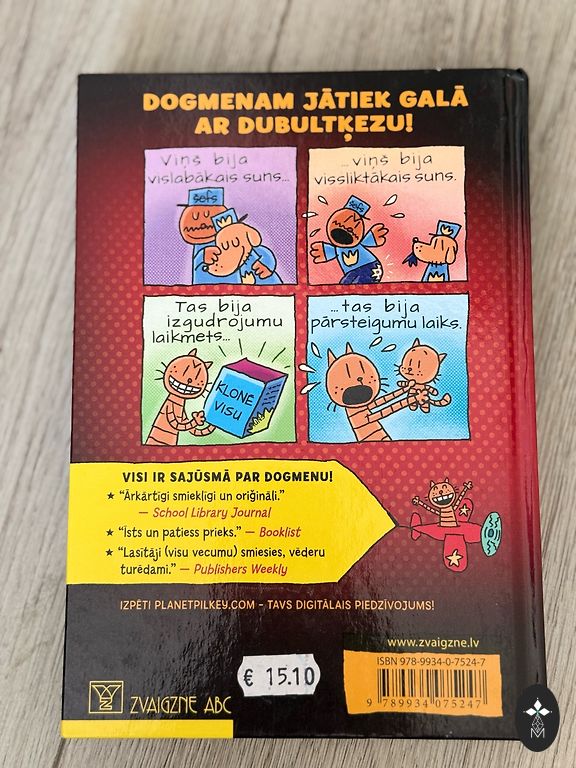 DOGMENAM JĀTIEK GALĀ
AR DUBULTĶEZU!
Viņš bija
vislabākais suns...
šefs
...viņš bija
vissliktākais suns.
šefs
Tas bija
izgudrojumu
laikmets...
KLONĒ
VISU
...tas bija
pārsteigumu laiks.
VISI IR SAJŪSMĀ PAR DOGMENU!
★ “Ārkārtīgi smieklīgi un oriģināli.”
— School Library Journal
★ “Īsts un patiess prieks.” — Booklist
★ “Lasītāji (visu vecumu) smiesies, vēderu
turēdami.” — Publishers Weekly
IZPĒTI PLANETPILKEY.COM - TAVS DIGITĀLAIS PIEDZĪVOJUMS!
www.zvaigzne.lv
ISBN 978-9934-0-7524-7
9 789934 075247
€ 15.10
ZVAIGZNE ABC
M